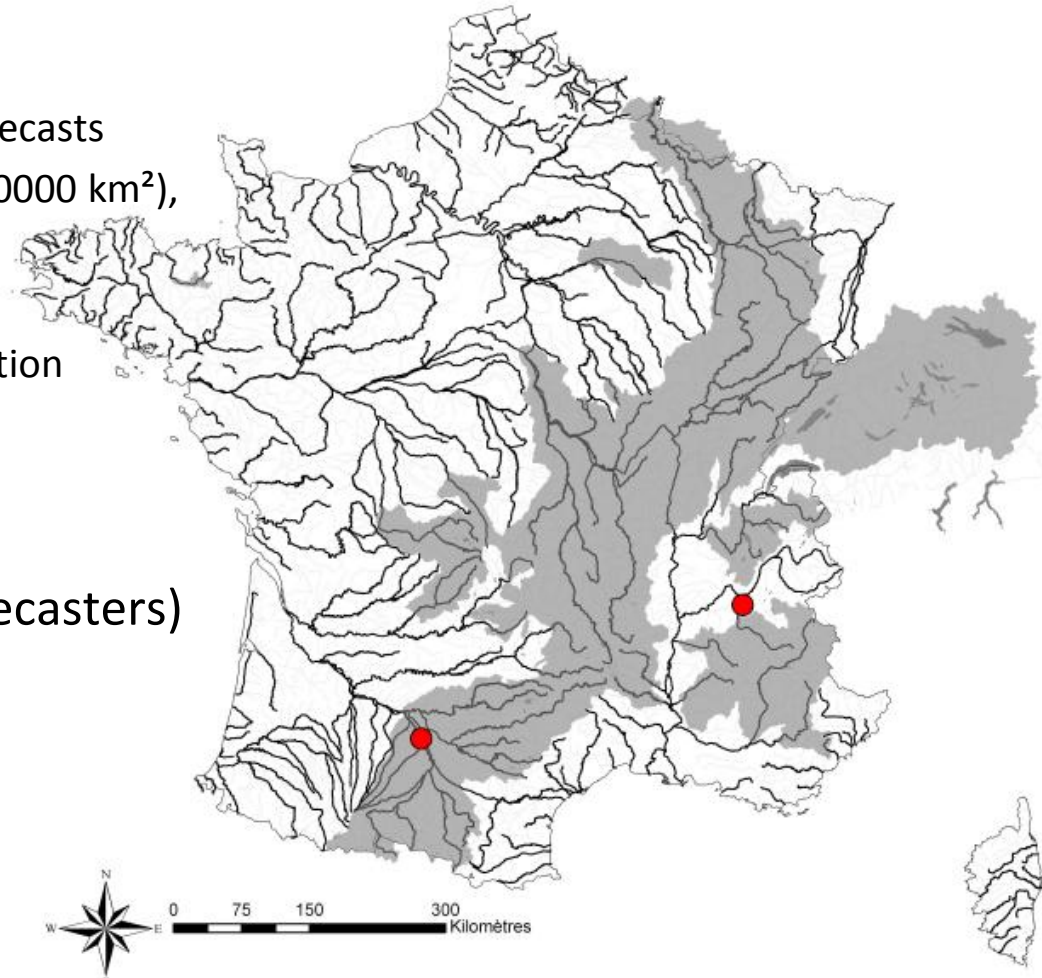 ecasts
0000 km²),
tion
ecasters)
N
W E
S
0 75 150 300
Kilomètres